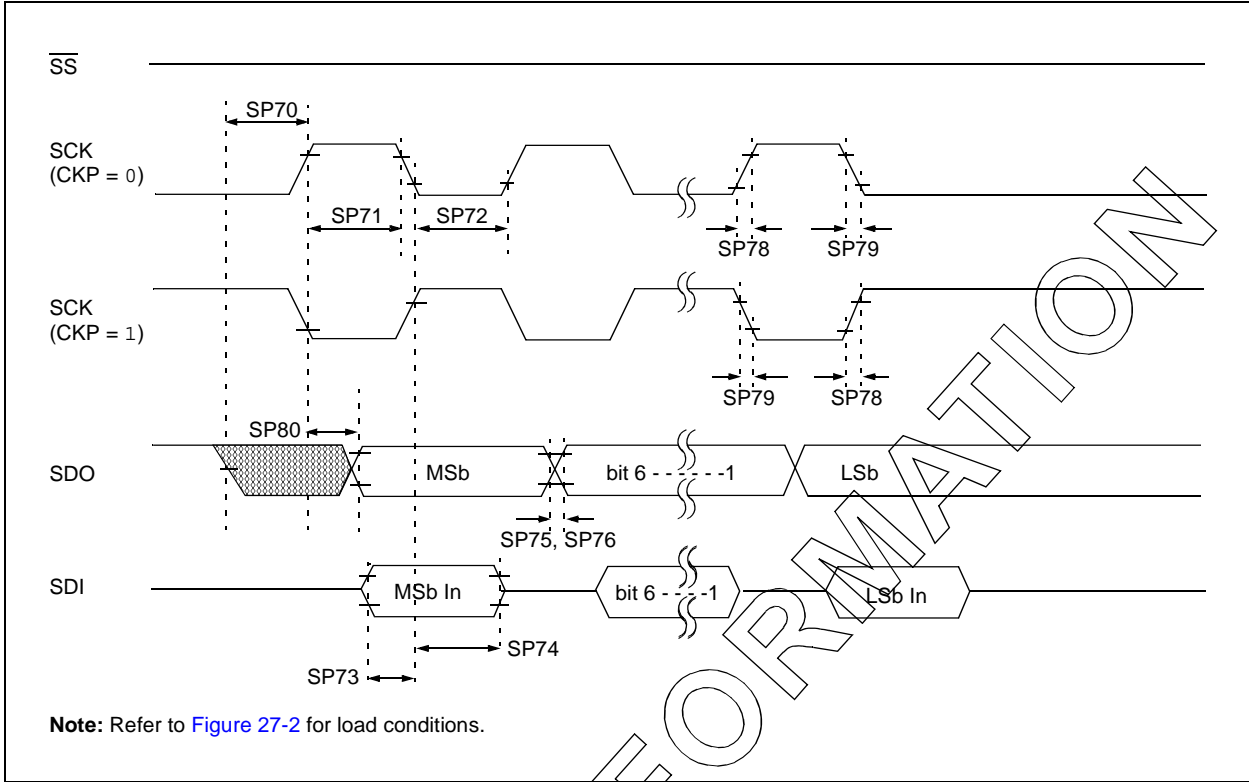 SS
SP70
SCK
(CKP = 0)
SP71
SP72
SP78
SP79
SCK
(CKP = 1)
SP79
SP78
SP80
SDO
MSb
bit 6 - - - - - -1
LSb
SP75, SP76
SDI
MSb In
bit 6 - - - - -1
LSb In
SP74
SP73
Note: Refer to Figure 27-2 for load conditions.
FORMATION